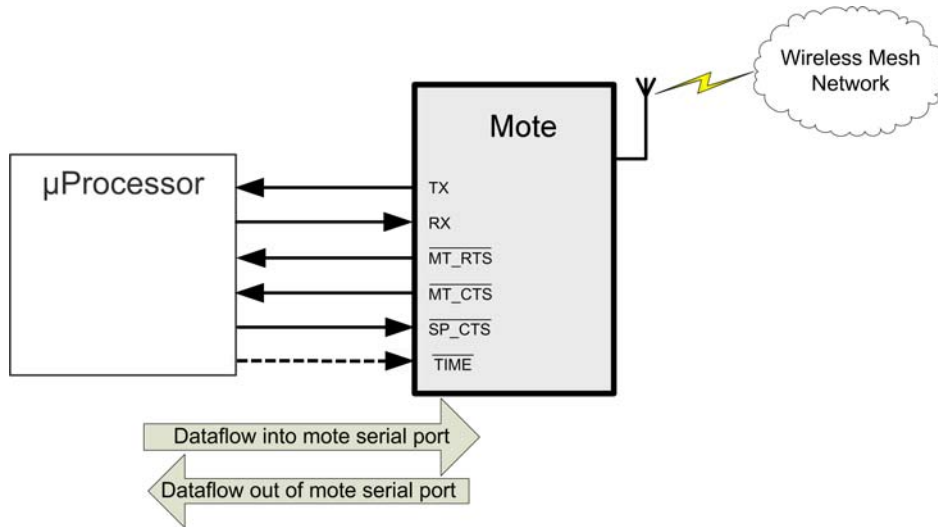 Wireless Mesh
Network
Mote
µProcessor
TX
RX
MT_RTS
MT_CTS
SP_CTS
TIME
Dataflow into mote serial port
Dataflow out of mote serial port